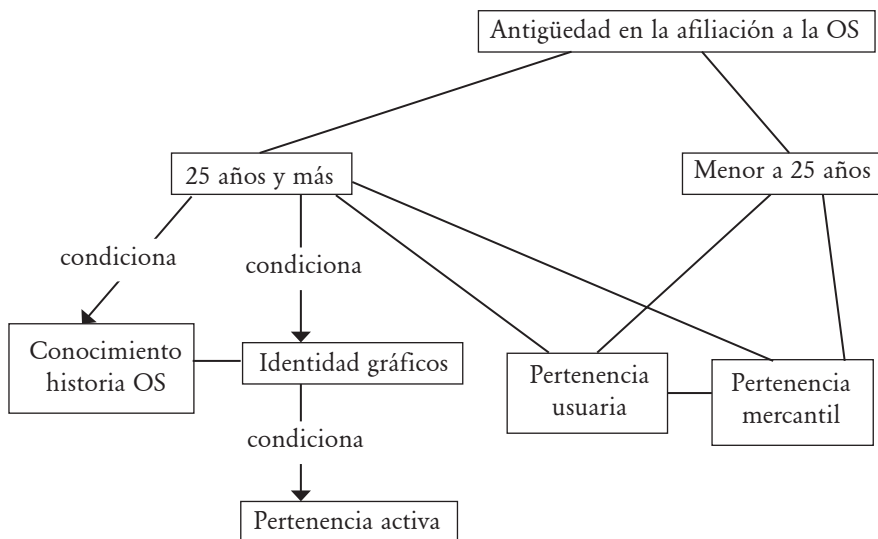 Antigüedad en la afiliación a la OS
25 años y más
Menor a 25 años
condiciona
condiciona
Conocimiento
historia OS
Identidad gráficos
Pertenencia
usuaria
Pertenencia
mercantil
condiciona
Pertenencia activa